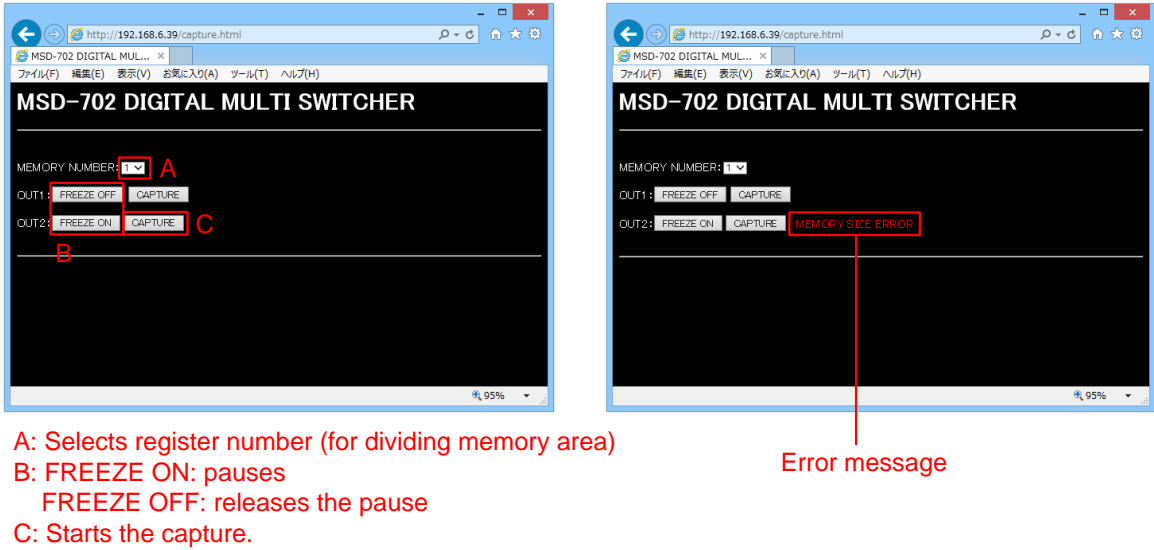 http://192.168.6.39/capture.html
MSD-702 DIGITAL MUL... ×
ファイル(F) 編集(E) 表示(V) お気に入り(A) ツール(T) ヘルプ(H)
MSD-702 DIGITAL MULTI SWITCHER
MEMORY NUMBER: 1 A
OUT1: FREEZE OFF CAPTURE
OUT2: FREEZE ON CAPTURE C
B
95%
http://192.168.6.39/capture.html
MSD-702 DIGITAL MUL... ×
ファイル(F) 編集(E) 表示(V) お気に入り(A) ツール(T) ヘルプ(H)
MSD-702 DIGITAL MULTI SWITCHER
MEMORY NUMBER: 1
OUT1: FREEZE OFF CAPTURE
OUT2: FREEZE ON CAPTURE MEMORY SIZE ERROR
95%
A: Selects register number (for dividing memory area)
B: FREEZE ON: pauses
FREEZE OFF: releases the pause
C: Starts the capture.
Error message